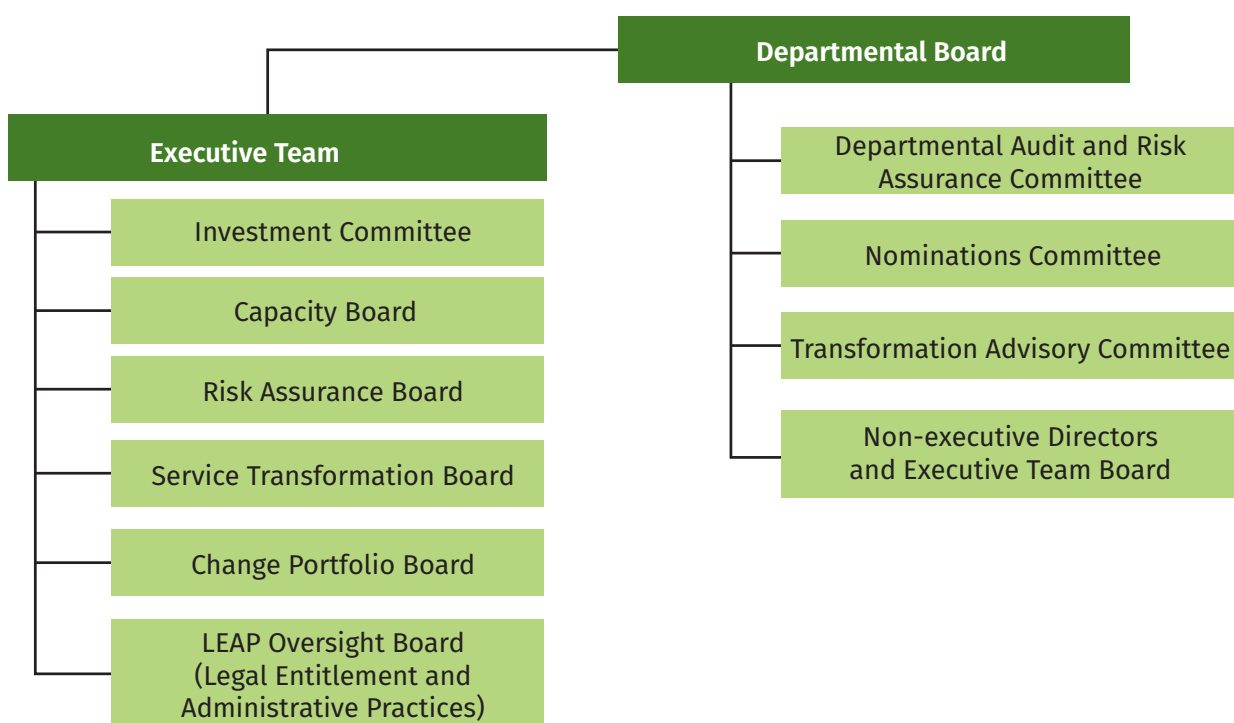 Departmental Board
Executive Team
Investment Committee
Capacity Board
Risk Assurance Board
Service Transformation Board
Change Portfolio Board
LEAP Oversight Board
(Legal Entitlement and
Administrative Practices)
Departmental Audit and Risk
Assurance Committee
Nominations Committee
Transformation Advisory Committee
Non-executive Directors
and Executive Team Board